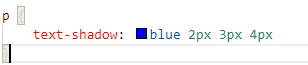 p {
    text-shadow: blue 2px 3px 4px
}